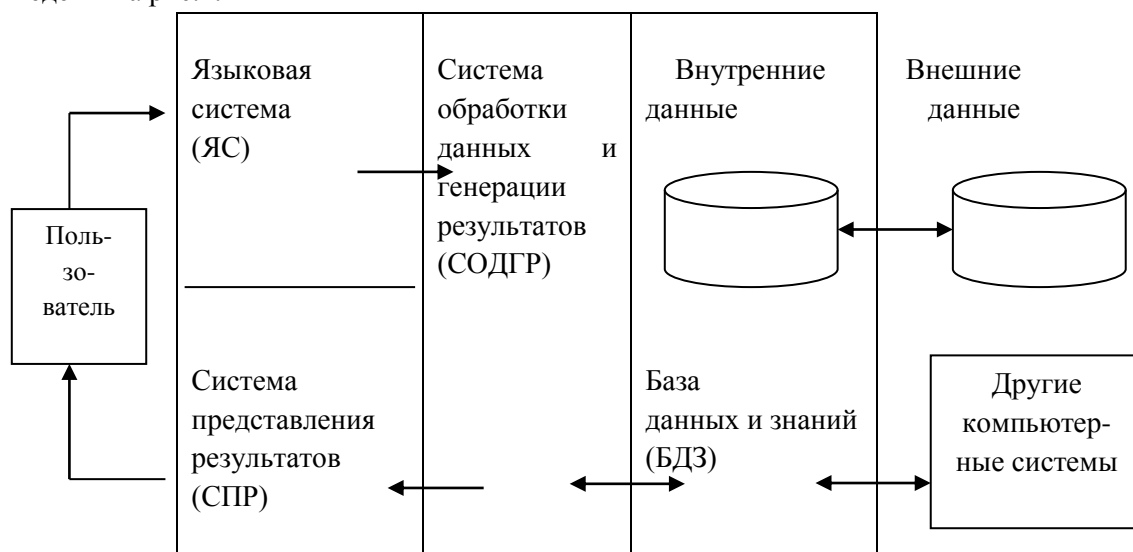 Языковая
система
(ЯС)
Система
обработки
данных и
генерации
результатов
(СОДГР)
Внутренние
данные
Внешние
данные
Поль-
зо-
ватель
Система
представления
результатов
(СПР)
База
данных и знаний
(БДЗ)
Другие
компьютер-
ные системы